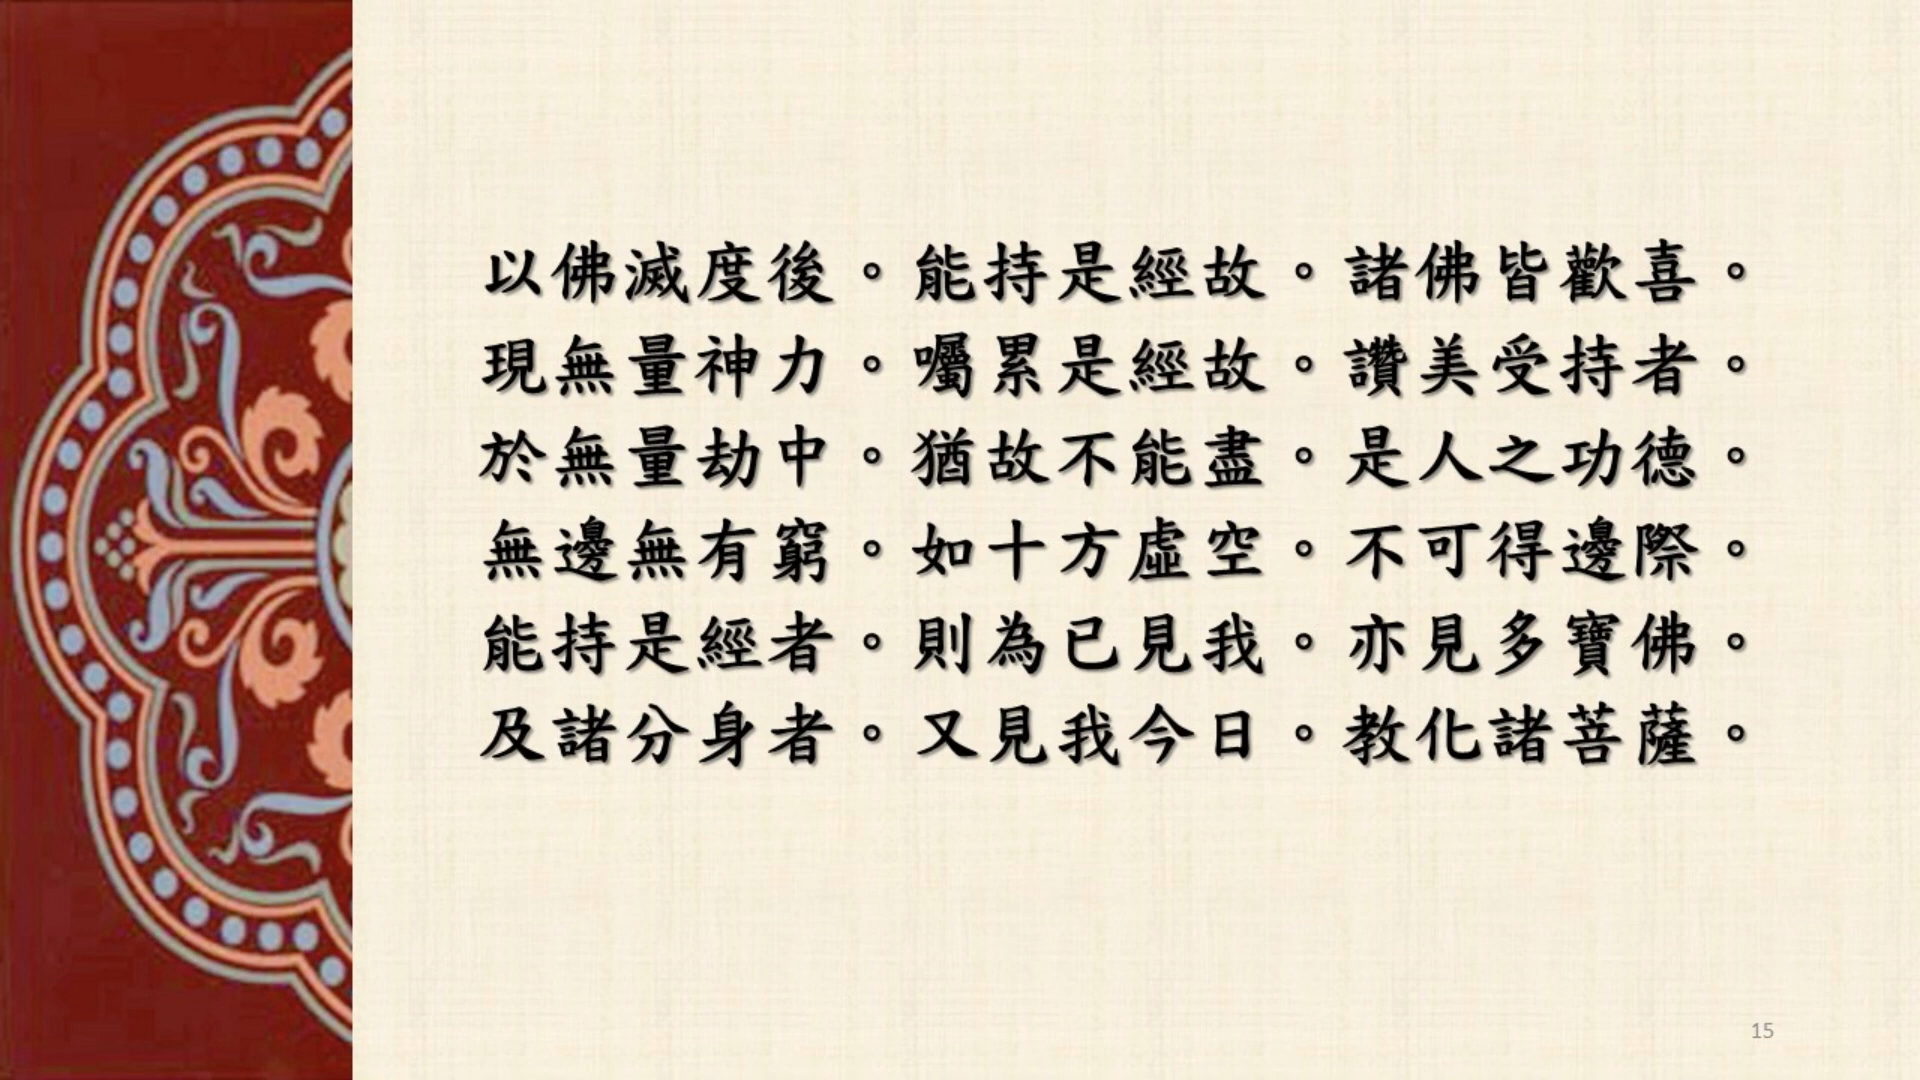 以佛滅度後。能持是經故。諸佛皆歡喜。
現無量神力。囑累是經故。讚美受持者。
於無量劫中。猶故不能盡。是人之功德。
無邊無有窮。如十方虛空。不可得邊際。
能持是經者。則為已見我。亦見多寶佛。
及諸分身者。又見我今日。教化諸菩薩。
15